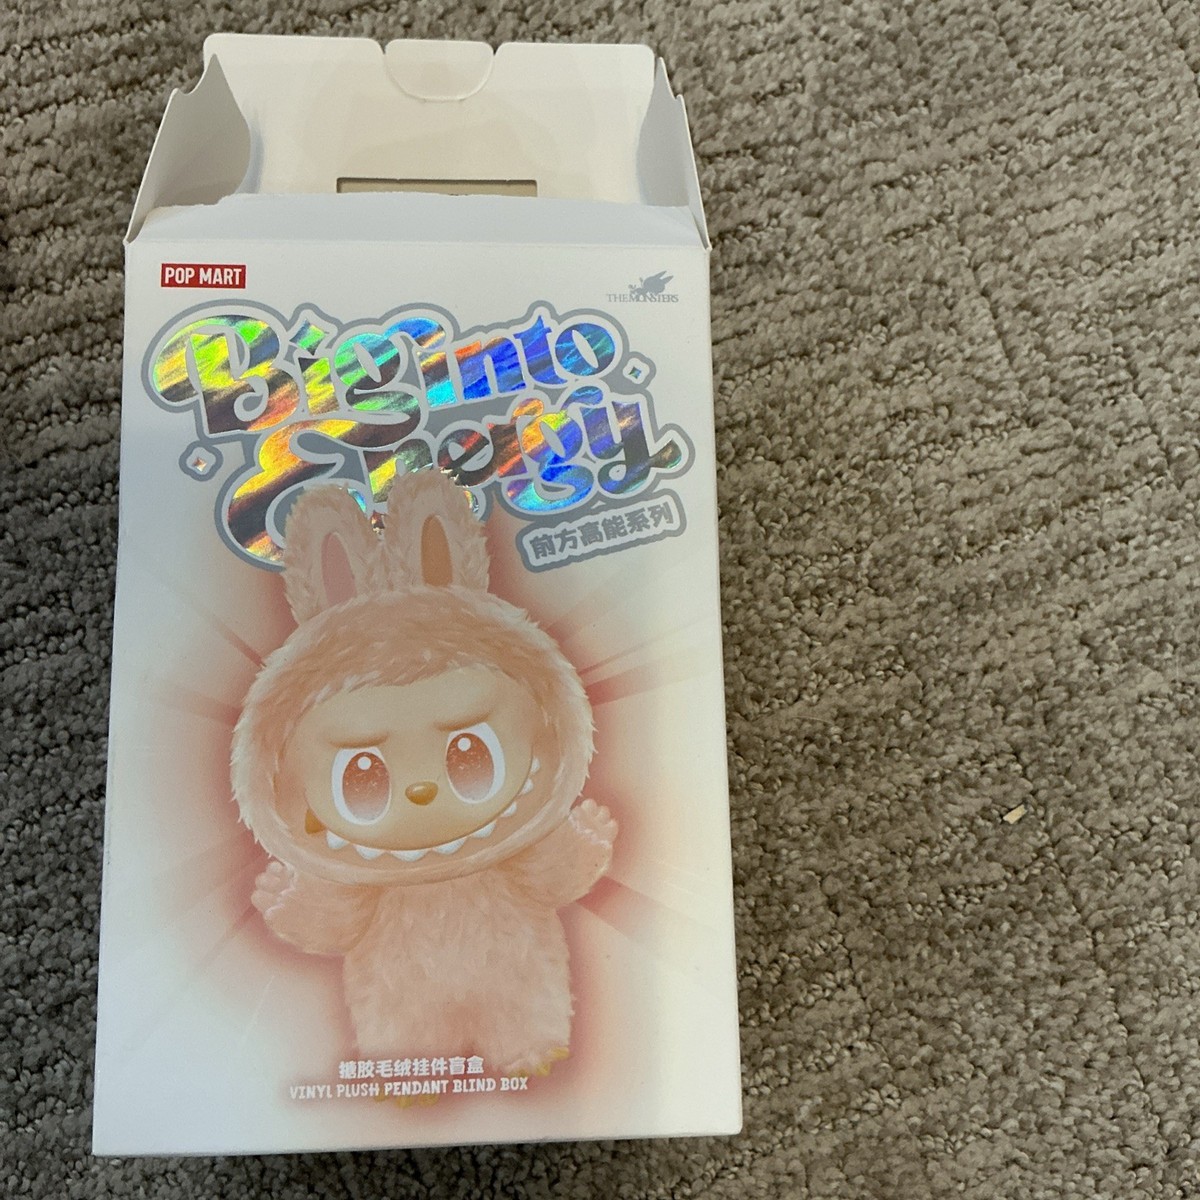 POP MART
THE MONSTERS
Big into
Energy
前方高能系列
搪胶毛绒挂件盲盒
VINYL PLUSH PENDANT BLIND BOX